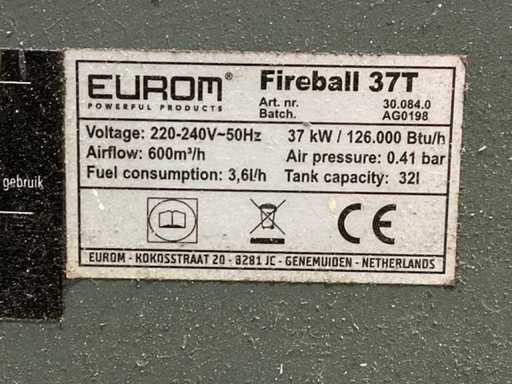 EUROM® Fireball 37T
POWERFUL PRODUCTS
Art. nr. 30.084.0
Batch. AG0198
Voltage: 220-240V~50Hz 37 kW / 126.000 Btu/h
Airflow: 600m³/h Air pressure: 0.41 bar
Fuel consumption: 3,6l/h Tank capacity: 32l
gebruik
CE
EUROM - KOKOSSTRAAT 20 - 8281 JC - GENEMUIDEN - NETHERLANDS